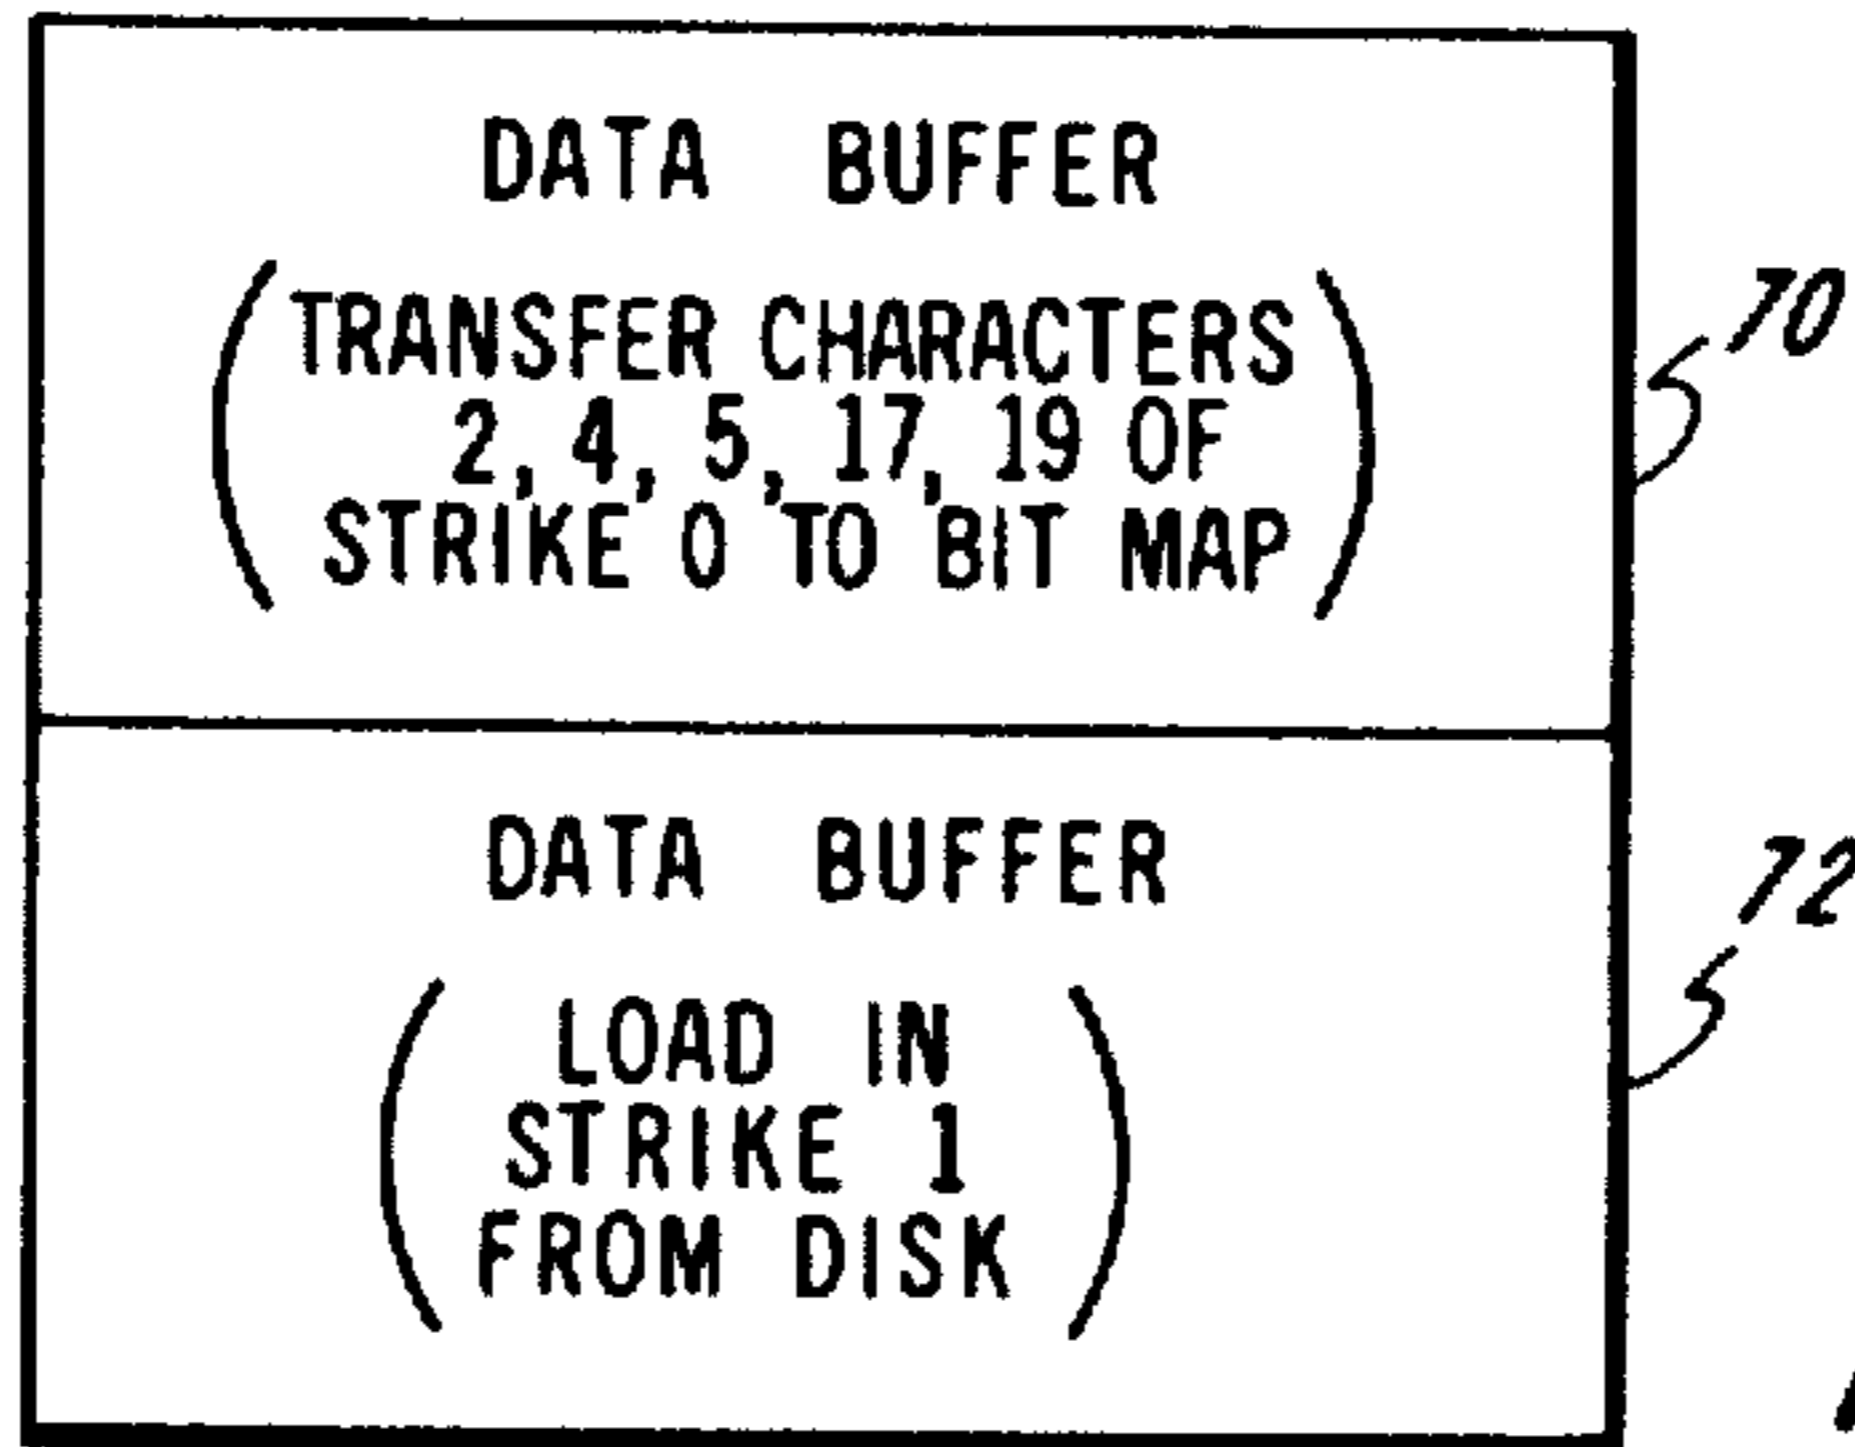 DATA BUFFER
(TRANSFER CHARACTERS
2, 4, 5, 17, 19 OF
STRIKE 0 TO BIT MAP)
70
DATA BUFFER
72
(LOAD IN
STRIKE 1
FROM DISK)